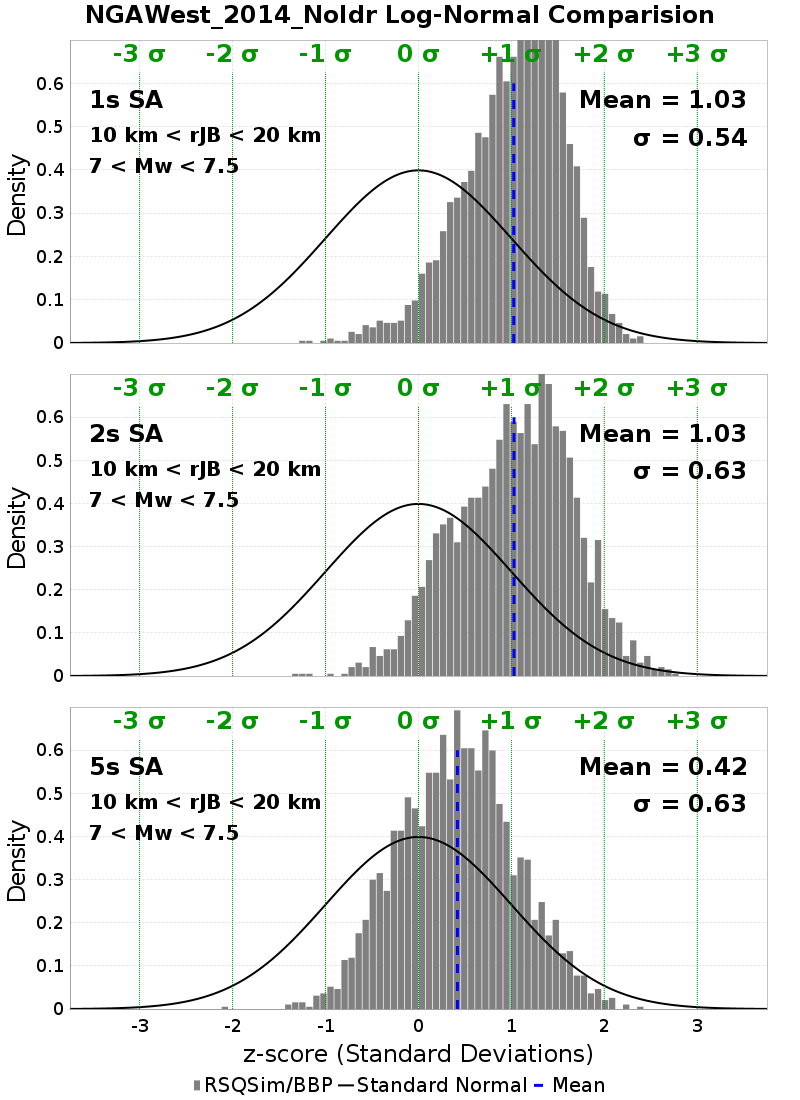 NGAWest_2014_NoIdr Log-Normal Comparision
-3 σ -2 σ -1 σ 0 σ +1 σ +2 σ +3 σ
0.6
1s SA Mean = 1.03
0.5
10 km < rJB < 20 km σ = 0.54
7 < Mw < 7.5
0.4
Density
0.3
0.2
0.1
0
-3 σ -2 σ -1 σ 0 σ +1 σ +2 σ +3 σ
0.6
2s SA Mean = 1.03
0.5
10 km < rJB < 20 km σ = 0.63
7 < Mw < 7.5
0.4
Density
0.3
0.2
0.1
0
-3 σ -2 σ -1 σ 0 σ +1 σ +2 σ +3 σ
0.6
5s SA Mean = 0.42
0.5
10 km < rJB < 20 km σ = 0.63
7 < Mw < 7.5
0.4
Density
0.3
0.2
0.1
0
-3 -2 -1 0 1 2 3
z-score (Standard Deviations)
RSQSim/BBP Standard Normal Mean